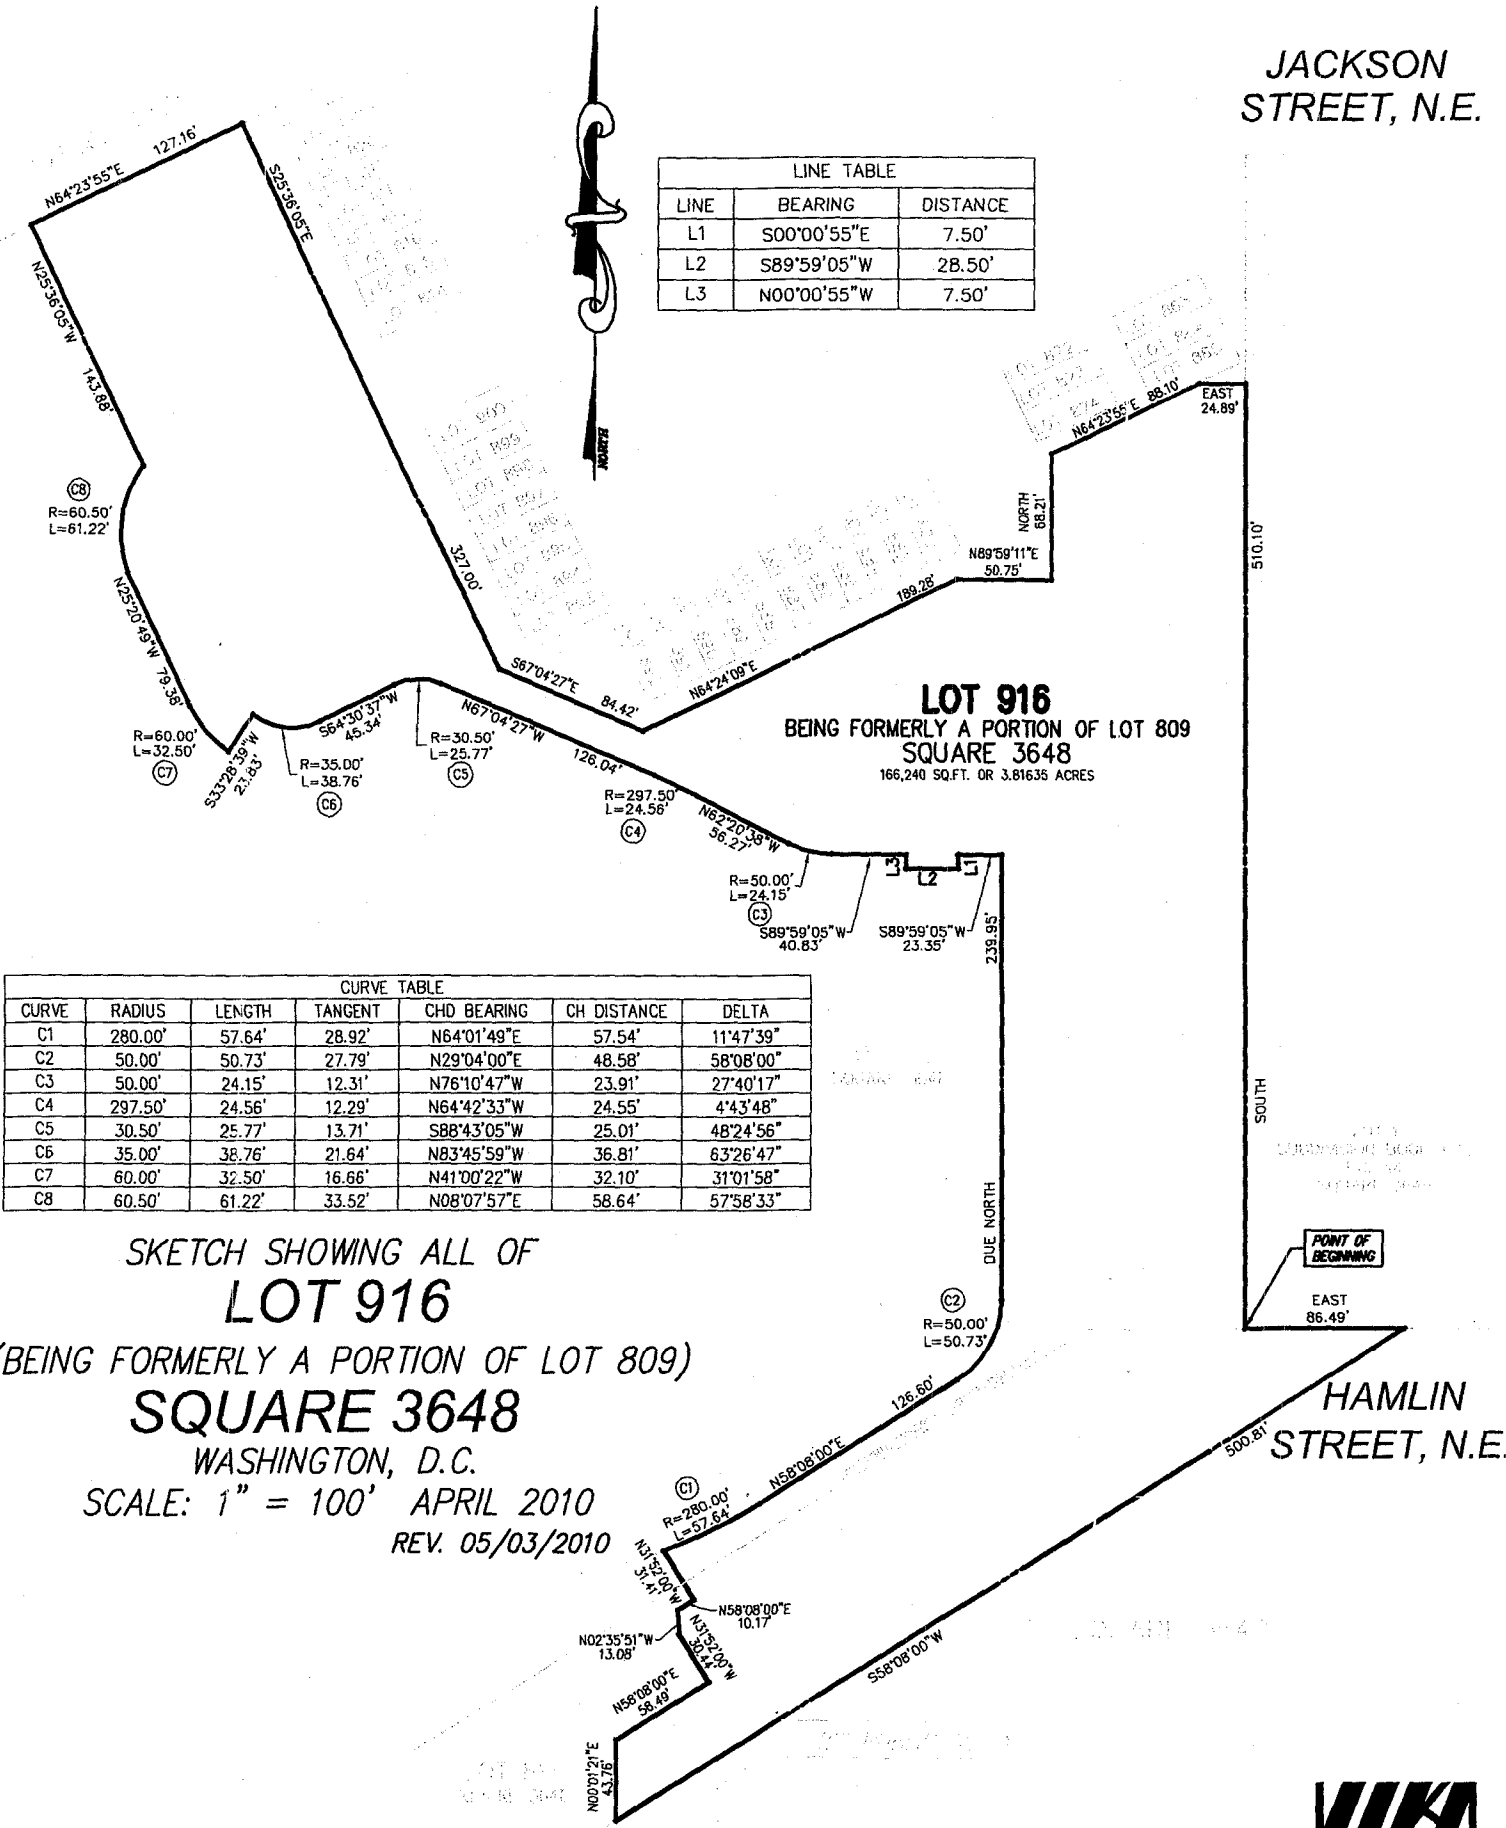 JACKSON
STREET, N.E.
N64°23'55"E 127.16'
S25°36'05"E
327.00'
N25°36'05"W 143.88'
LINE TABLE
LINE BEARING DISTANCE
L1 S00°00'55"E 7.50'
L2 S89°59'05"W 28.50'
L3 N00°00'55"W 7.50'
NORTH
C8
R=60.50'
L=61.22'
N25°20'49"W 79.38'
R=60.00'
L=32.50'
C7
S33°28'39"W
23.83'
R=35.00'
L=38.76'
C6
S64°30'37"W
45.34'
R=30.50'
L=25.77'
C5
N67°04'27"W
126.04'
S67°04'27"E 84.42'
N64°24'09"E 189.28'
N89°59'11"E
50.75'
NORTH
68.21'
N64°23'55"E 88.10'
EAST
24.89'
510.10'
SOUTH
LOT 916
BEING FORMERLY A PORTION OF LOT 809
SQUARE 3648
166,240 SQ.FT. OR 3.81635 ACRES
R=297.50'
L=24.56'
C4
N62°20'38"W
56.27'
R=50.00'
L=24.15'
C3
L3
L2
L1
S89°59'05"W
40.83'
S89°59'05"W
23.35'
239.95'
DUE NORTH
CURVE TABLE
CURVE RADIUS LENGTH TANGENT CHD BEARING CH DISTANCE DELTA
C1 280.00' 57.64' 28.92' N64°01'49"E 57.54' 11°47'39"
C2 50.00' 50.73' 27.79' N29°04'00"E 48.58' 58°08'00"
C3 50.00' 24.15' 12.31' N76°10'47"W 23.91' 27°40'17"
C4 297.50' 24.56' 12.29' N64°42'33"W 24.55' 4°43'48"
C5 30.50' 25.77' 13.71' S88°43'05"W 25.01' 48°24'56"
C6 35.00' 38.76' 21.64' N83°45'59"W 36.81' 63°26'47"
C7 60.00' 32.50' 16.66' N41°00'22"W 32.10' 31°01'58"
C8 60.50' 61.22' 33.52' N08°07'57"E 58.64' 57°58'33"
SKETCH SHOWING ALL OF
LOT 916
(BEING FORMERLY A PORTION OF LOT 809)
SQUARE 3648
WASHINGTON, D.C.
SCALE: 1" = 100' APRIL 2010
REV. 05/03/2010
POINT OF
BEGINNING
EAST
86.49'
C2
R=50.00'
L=50.73'
HAMLIN
STREET, N.E.
500.81'
S58°08'00"W
126.60'
N58°08'00"E
C1
R=280.00'
L=57.64'
N31°52'00"W
31.41'
N58°08'00"E
10.17'
N02°35'51"W
13.08'
N31°52'00"W
30.44'
N58°08'00"E
58.49'
N00°01'21"E
43.76'
VIKA